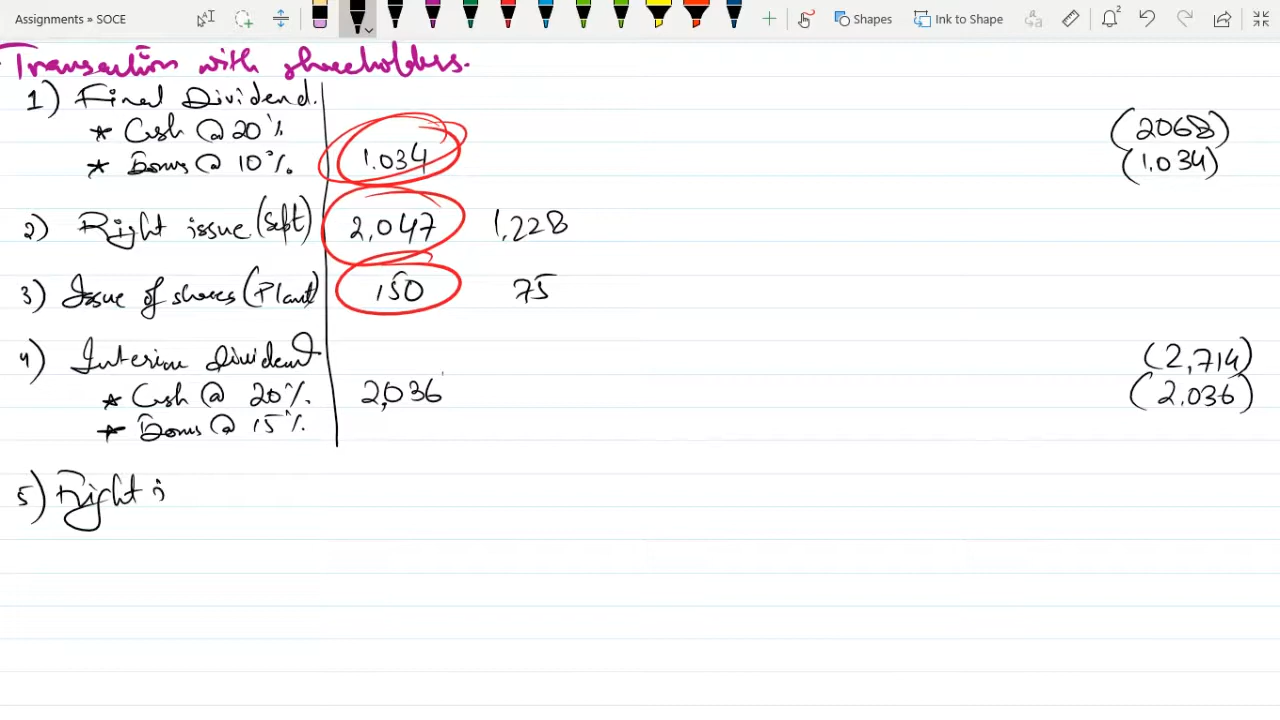 Assignments » SOCE
Shapes
Ink to Shape
2
Transaction with shareholders.
1) Final Dividend.
* Cash @ 20% (2068)
* Bonus @ 10% 1.034 (1,034)
2) Right issue (Sept) 2,047 1,228
3) Issue of shares (Plant) 150 75
4) Interim Dividend (2,714)
* Cash @ 20% 2,036 (2.036)
* Bonus @ 15%
5) Right i